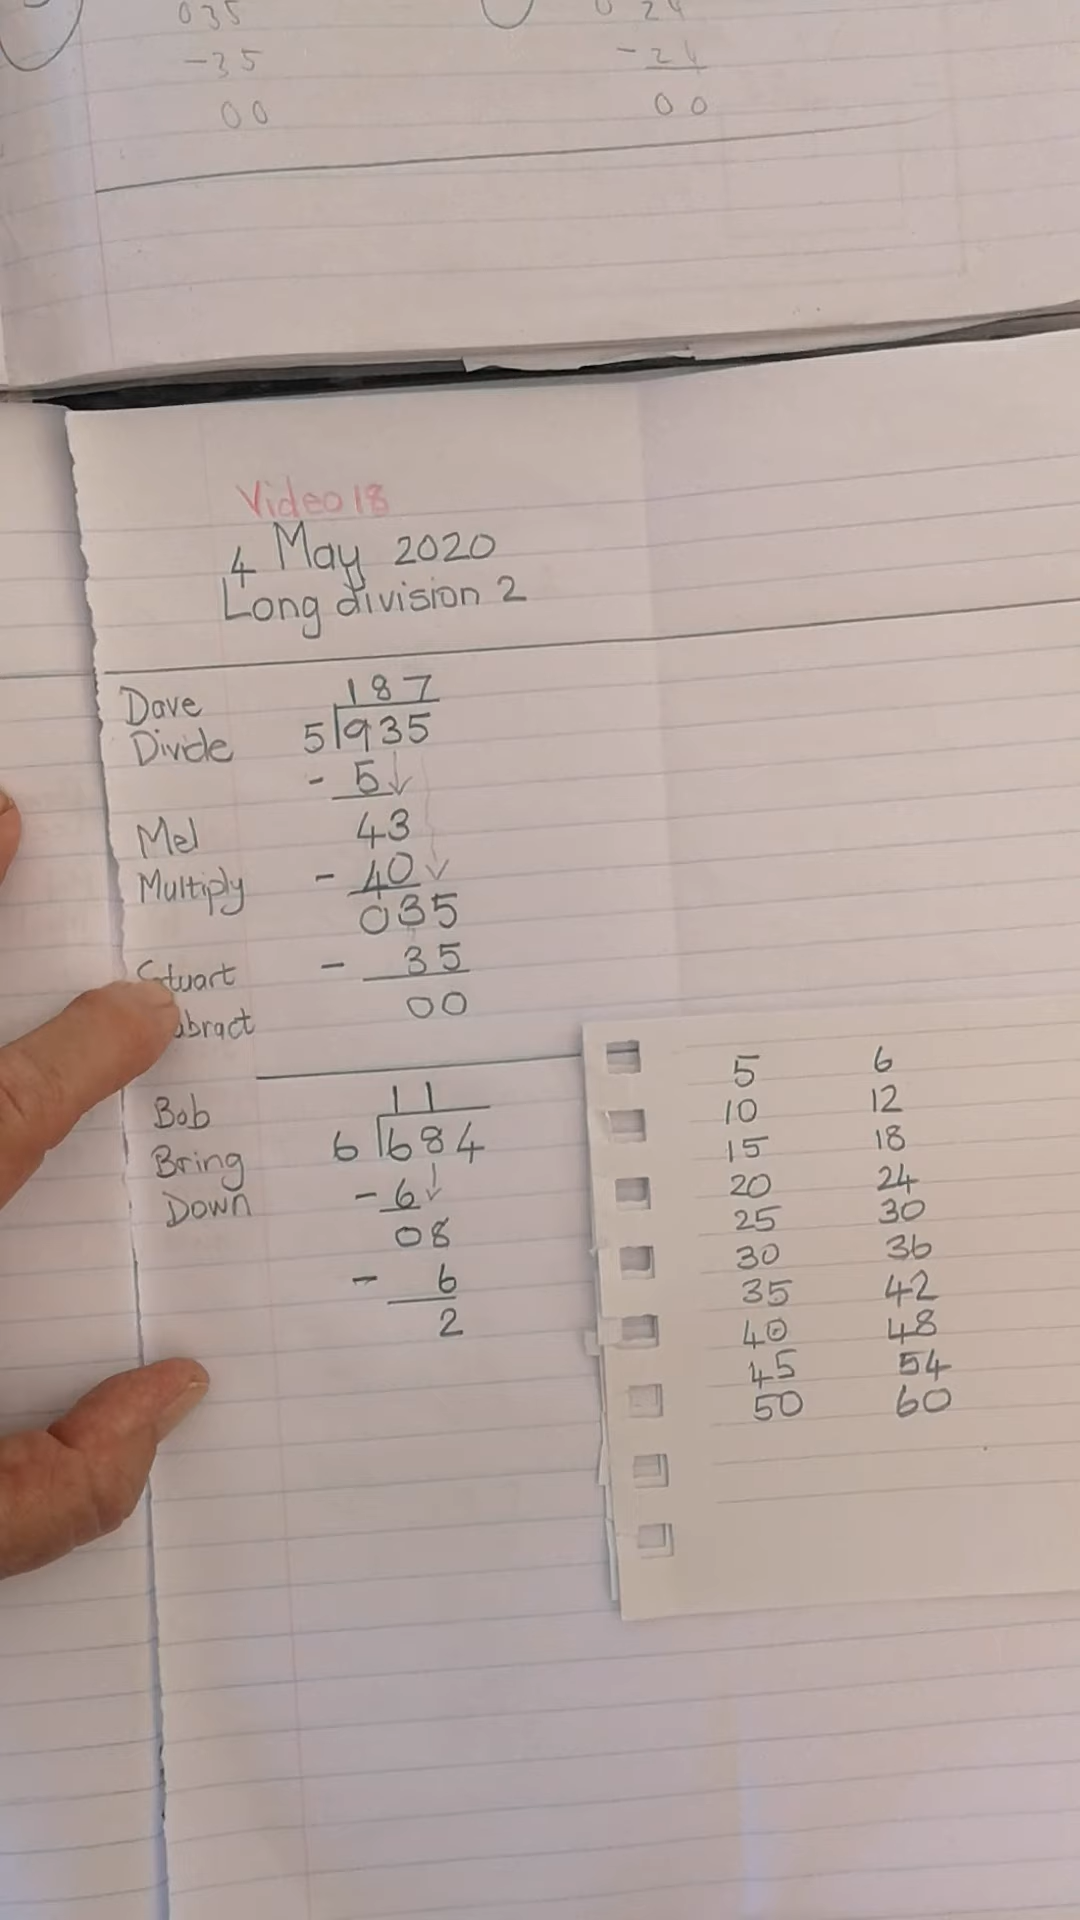 035
24
-35
-24
00
00
Video 18
4 May 2020
Long division 2
Dave
187
Divide
5 935
- 5
Mel
43
Multiply
- 40
035
Stuart
- 35
00
Bob
11
Bring
6 684
Down
- 6
08
- 6
2
5 6
10 12
15 18
20 24
25 30
30 36
35 42
40 48
45 54
50 60